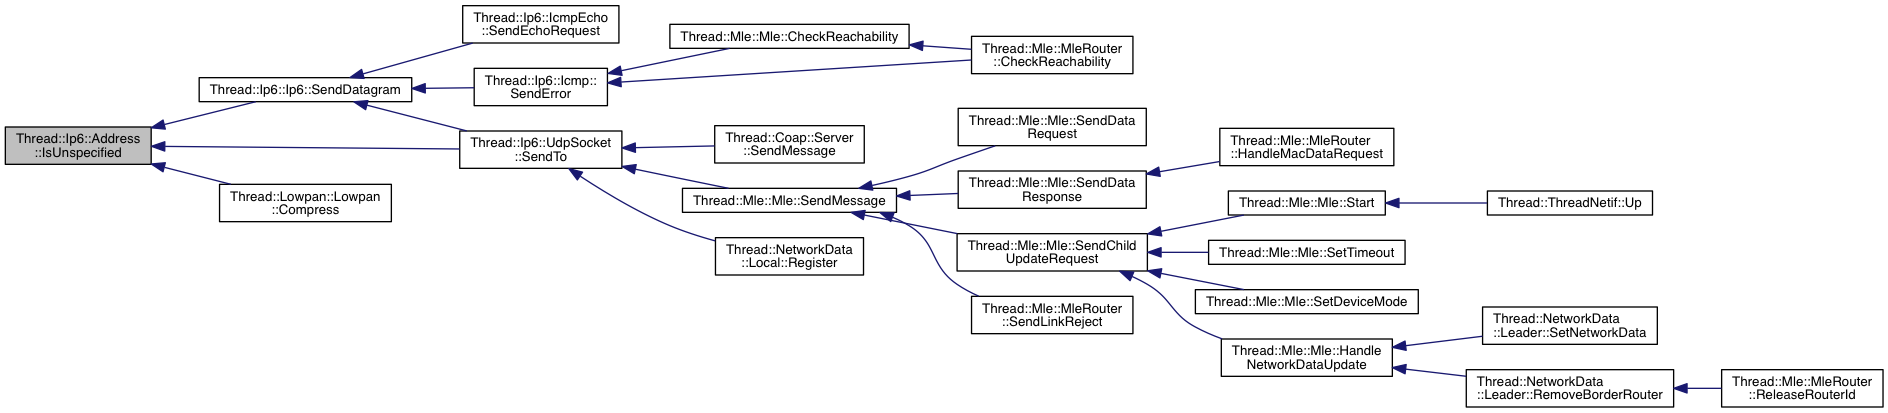 Thread::Ip6::Address
::IsUnspecified
Thread::Ip6::Ip6::SendDatagram
Thread::Lowpan::Lowpan
::Compress
Thread::Ip6::IcmpEcho
::SendEchoRequest
Thread::Ip6::Icmp::
SendError
Thread::Ip6::UdpSocket
::SendTo
Thread::Mle::Mle::CheckReachability
Thread::Coap::Server
::SendMessage
Thread::Mle::Mle::SendMessage
Thread::NetworkData
::Local::Register
Thread::Mle::MleRouter
::CheckReachability
Thread::Mle::Mle::SendData
Request
Thread::Mle::Mle::SendData
Response
Thread::Mle::Mle::SendChild
UpdateRequest
Thread::Mle::MleRouter
::SendLinkReject
Thread::Mle::MleRouter
::HandleMacDataRequest
Thread::Mle::Mle::Start
Thread::Mle::Mle::SetTimeout
Thread::Mle::Mle::SetDeviceMode
Thread::Mle::Mle::Handle
NetworkDataUpdate
Thread::ThreadNetif::Up
Thread::NetworkData
::Leader::SetNetworkData
Thread::NetworkData
::Leader::RemoveBorderRouter
Thread::Mle::MleRouter
::ReleaseRouterId